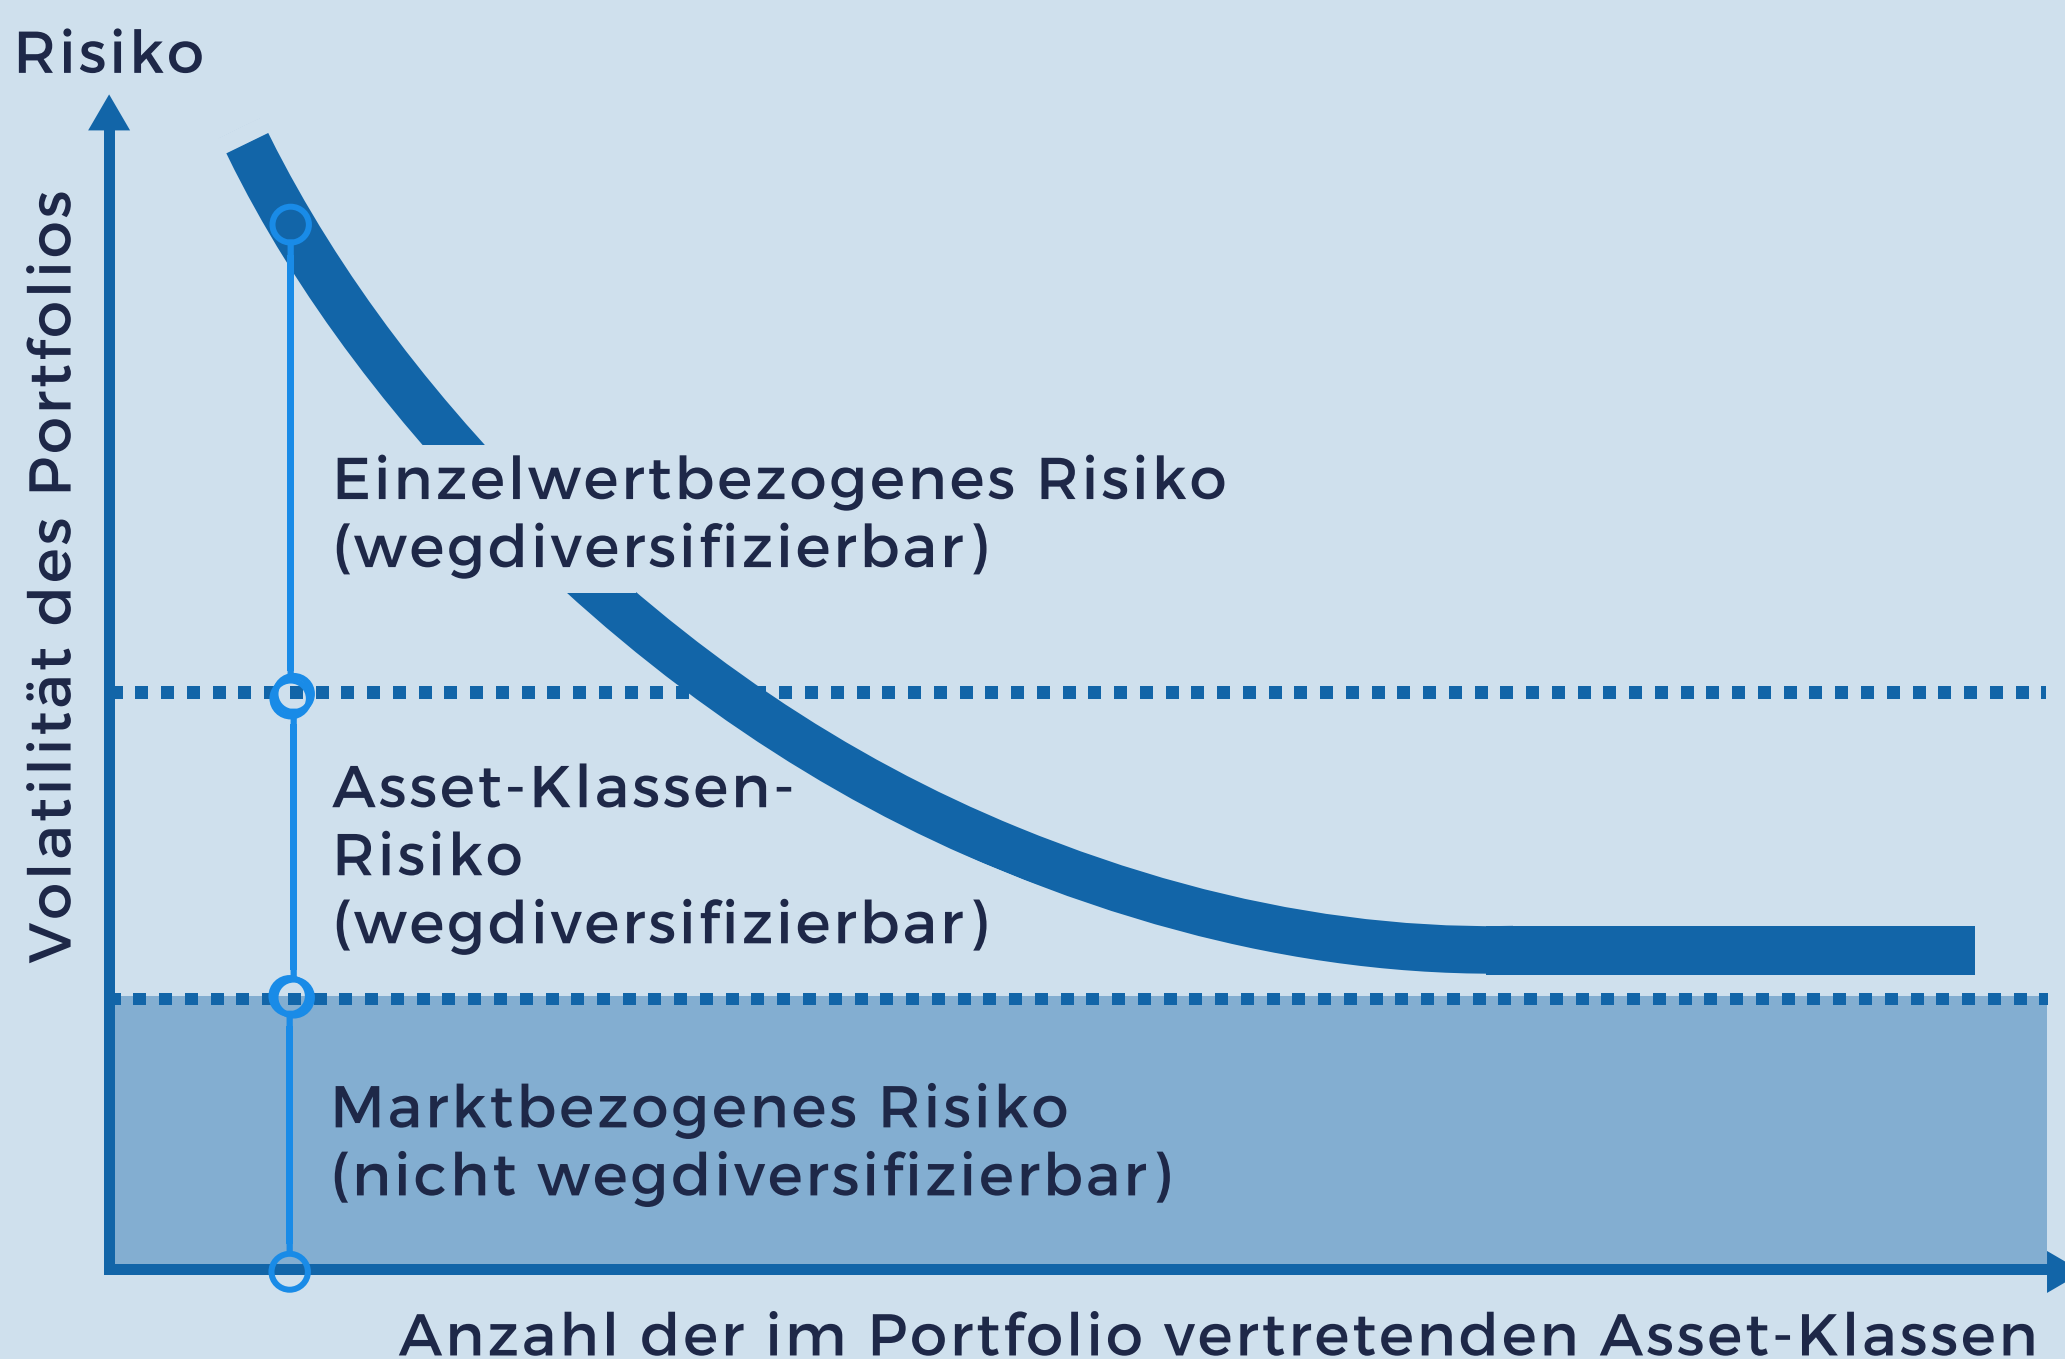 Risiko
Volatilität des Portfolios
Einzelwertbezogenes Risiko
(wegdiversifizierbar)
Asset-Klassen-
Risiko
(wegdiversifizierbar)
Marktbezogenes Risiko
(nicht wegdiversifizierbar)
Anzahl der im Portfolio vertretenden Asset-Klassen